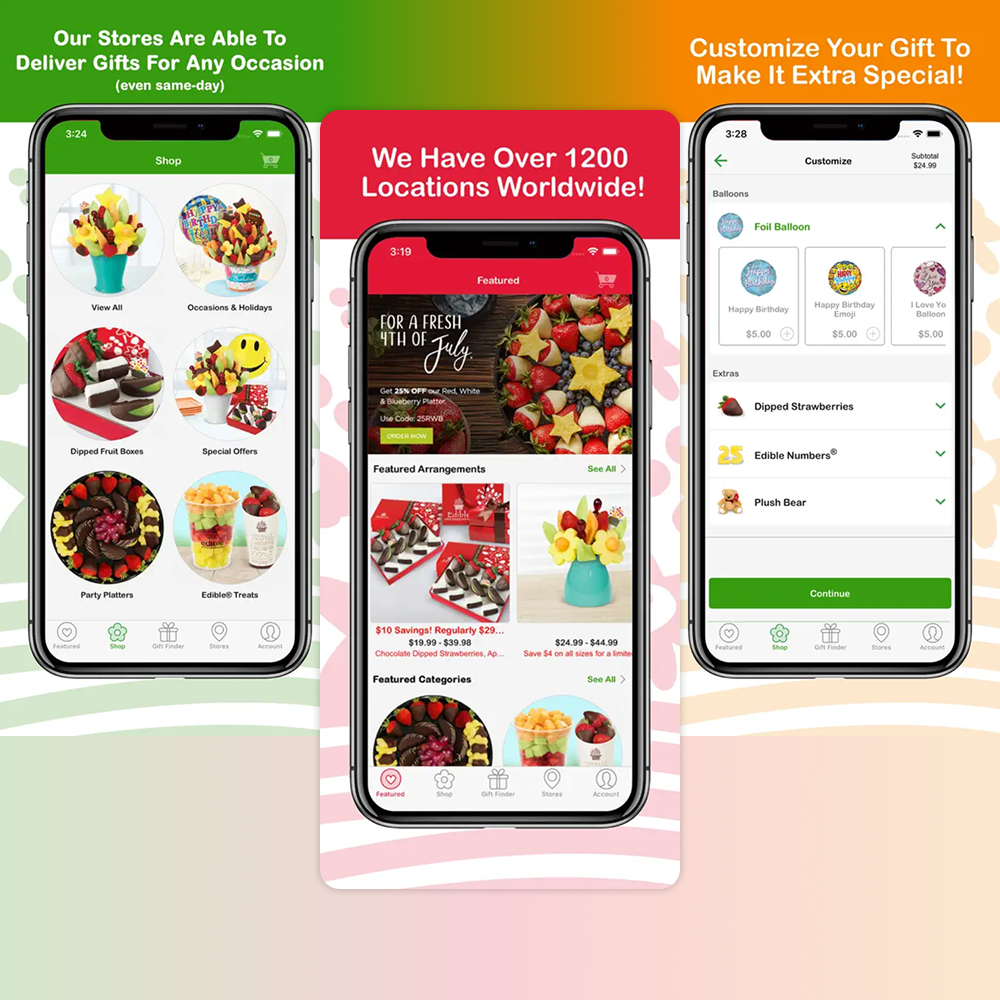 Our Stores Are Able To
Deliver Gifts For Any Occasion
(even same-day)
3:24
Shop
0
HAPPY
BIRTHDAY
View All
Occasions & Holidays
Dipped Fruit Boxes
Special Offers
edible
Party Platters
Edible® Treats
Featured
Shop
Gift Finder
Stores
Account
We Have Over 1200
Locations Worldwide!
3:19
Featured
0
FOR A FRESH
4TH OF
July.
Get 25% OFF our Red, White
& Blueberry Platter.
Use Code: 25RWB
ORDER NOW
Featured Arrangements
See All
Edible
$10 Savings! Regularly $29...
$19.99 - $39.98
Chocolate Dipped Strawberries, Ap...
$24.99 - $44.99
Save $4 on all sizes for a limite
Featured Categories
See All
Featured
Shop
Gift Finder
Stores
Account
Customize Your Gift To
Make It Extra Special!
3:28
Customize
Subtotal
$24.99
Balloons
Foil Balloon
Happy Birthday
$5.00
Happy Birthday
Emoji
$5.00
I Love Yo
Balloon
$5.00
Extras
Dipped Strawberries
25
Edible Numbers®
Plush Bear
Continue
Featured
Shop
Gift Finder
Stores
Account